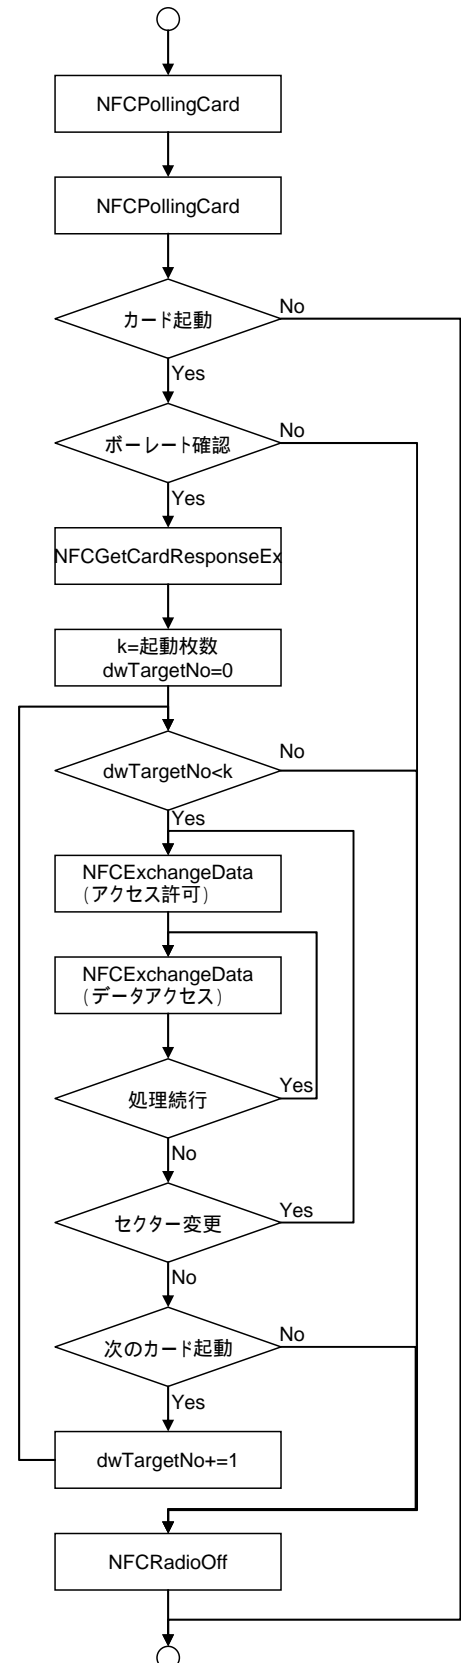 NFCPollingCard
NFCPollingCard
カード起動
No
Yes
ボーレート確認
No
Yes
NFCGetCardResponseEx
k=起動枚数
dwTargetNo=0
dwTargetNo<k
No
Yes
NFCExchangeData
(アクセス許可)
NFCExchangeData
(データアクセス)
処理続行
Yes
No
セクター変更
Yes
No
次のカード起動
No
Yes
dwTargetNo+=1
NFCRadioOff